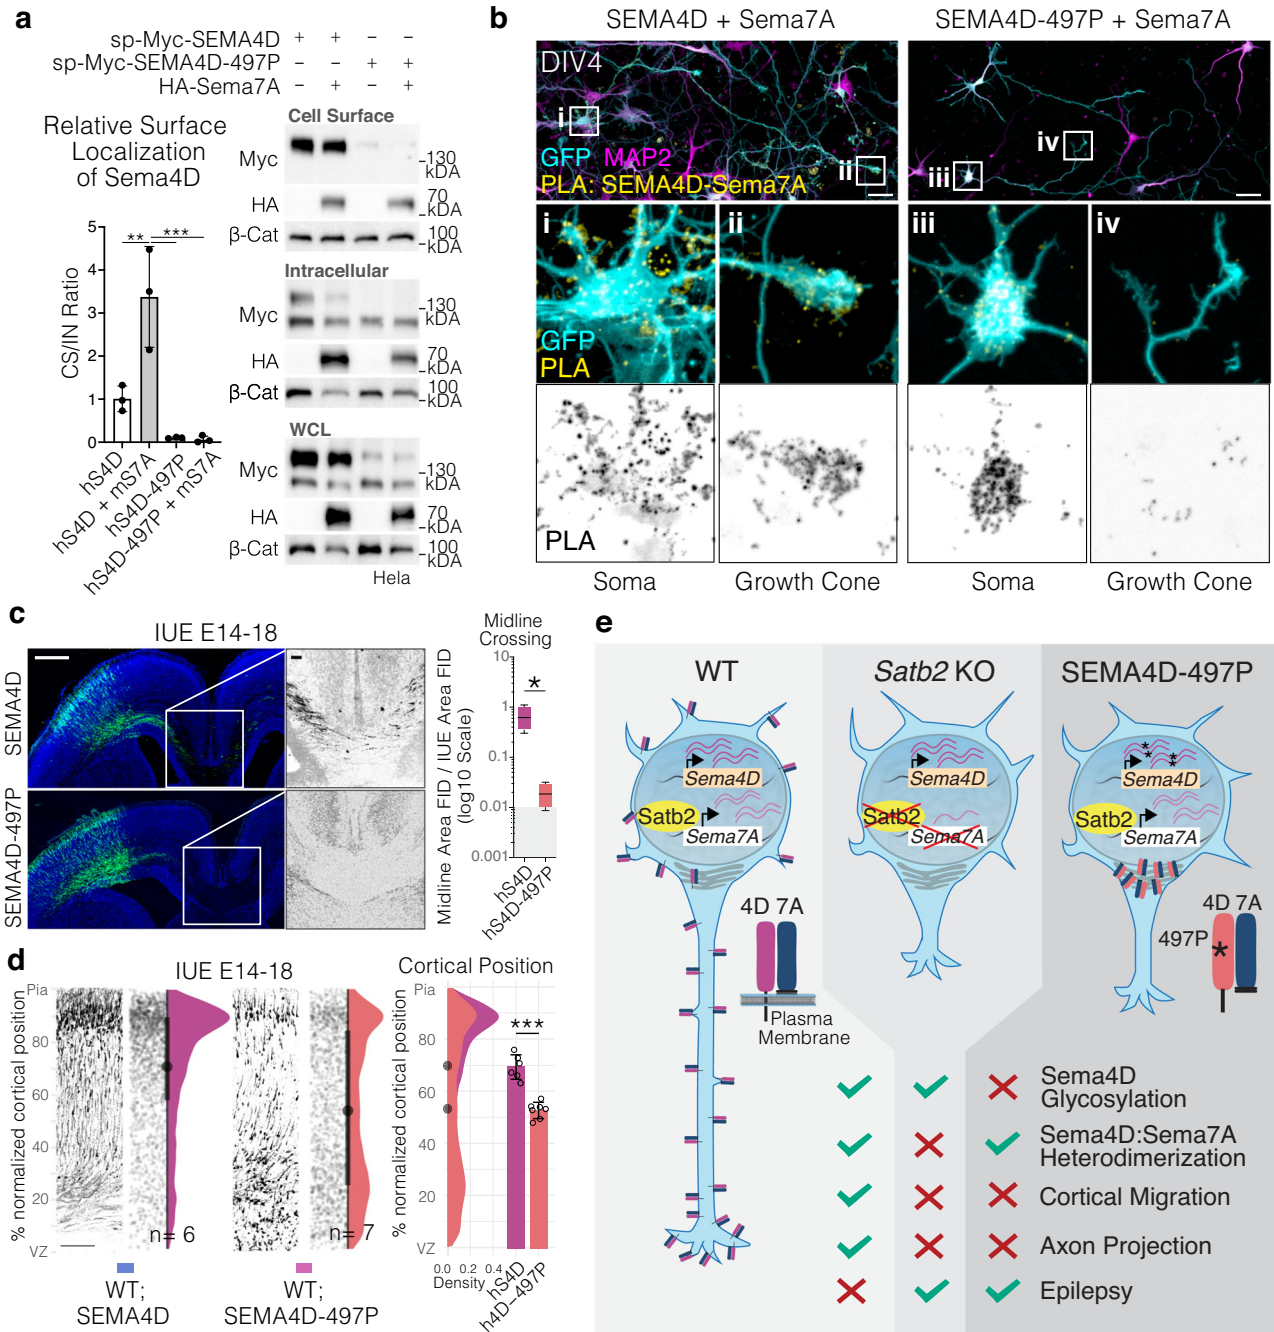 a
sp-Myc-SEMA4D + + – –
sp-Myc-SEMA4D-497P – – + +
HA-Sema7A – + – +
Relative Surface
Localization
of Sema4D
CS/IN Ratio
5
4
3
2
1
0
** ***
hS4D
hS4D + mS7A
hS4D-497P
hS4D-497P + mS7A
Cell Surface
Myc
-130
kDA
HA
70
-kDA
β-Cat
100
-kDA
Intracellular
Myc
-130
kDA
HA
70
-kDA
β-Cat
100
-kDA
WCL
Myc
-130
kDA
HA
70
-kDA
β-Cat
100
-kDA
Hela
b
SEMA4D + Sema7A
SEMA4D-497P + Sema7A
DIV4
i
ii
GFP MAP2
PLA: SEMA4D-Sema7A
iii
iv
i
ii
iii
iv
GFP
PLA
PLA
Soma
Growth Cone
Soma
Growth Cone
c
IUE E14-18
SEMA4D
SEMA4D-497P
Midline
Crossing
Midline Area FID / IUE Area FID
(log10 Scale)
10
1
0.1
0.01
0.001
*
hS4D
hS4D-497P
d
IUE E14-18
% normalized cortical position
Pia
80
60
40
20
VZ
n= 6
n= 7
WT;
SEMA4D
WT;
SEMA4D-497P
Cortical Position
% normalized cortical position
Pia
80
60
40
20
VZ
***
0.0 0.2 0.4
Density
hS4D
h4D-497P
e
WT
Satb2 KO
SEMA4D-497P
Sema4D
Satb2
Sema7A
Sema4D
Satb2
Sema7A
* * * *
Sema4D
Satb2
Sema7A
4D 7A
Plasma
Membrane
4D 7A
497P
*
Sema4D
Glycosylation
Sema4D:Sema7A
Heterodimerization
Cortical Migration
Axon Projection
Epilepsy